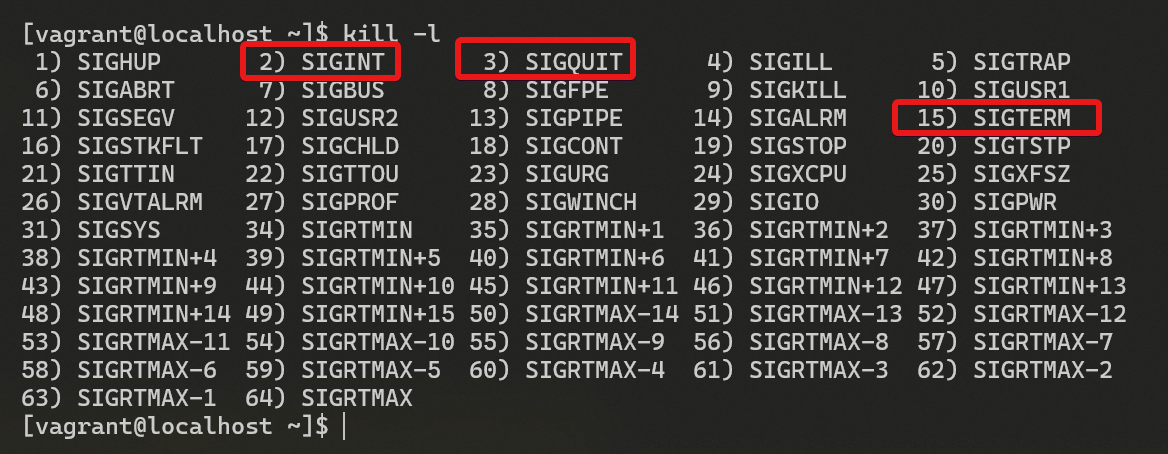 [vagrant@localhost ~]$ kill -l
 1) SIGHUP       2) SIGINT       3) SIGQUIT      4) SIGILL       5) SIGTRAP
 6) SIGABRT      7) SIGBUS       8) SIGFPE       9) SIGKILL     10) SIGUSR1
11) SIGSEGV     12) SIGUSR2     13) SIGPIPE     14) SIGALRM     15) SIGTERM
16) SIGSTKFLT   17) SIGCHLD     18) SIGCONT     19) SIGSTOP     20) SIGTSTP
21) SIGTTIN     22) SIGTTOU     23) SIGURG      24) SIGXCPU     25) SIGXFSZ
26) SIGVTALRM   27) SIGPROF     28) SIGWINCH    29) SIGIO       30) SIGPWR
31) SIGSYS      34) SIGRTMIN    35) SIGRTMIN+1  36) SIGRTMIN+2  37) SIGRTMIN+3
38) SIGRTMIN+4  39) SIGRTMIN+5  40) SIGRTMIN+6  41) SIGRTMIN+7  42) SIGRTMIN+8
43) SIGRTMIN+9  44) SIGRTMIN+10 45) SIGRTMIN+11 46) SIGRTMIN+12 47) SIGRTMIN+13
48) SIGRTMIN+14 49) SIGRTMIN+15 50) SIGRTMAX-14 51) SIGRTMAX-13 52) SIGRTMAX-12
53) SIGRTMAX-11 54) SIGRTMAX-10 55) SIGRTMAX-9  56) SIGRTMAX-8  57) SIGRTMAX-7
58) SIGRTMAX-6  59) SIGRTMAX-5  60) SIGRTMAX-4  61) SIGRTMAX-3  62) SIGRTMAX-2
63) SIGRTMAX-1  64) SIGRTMAX
[vagrant@localhost ~]$